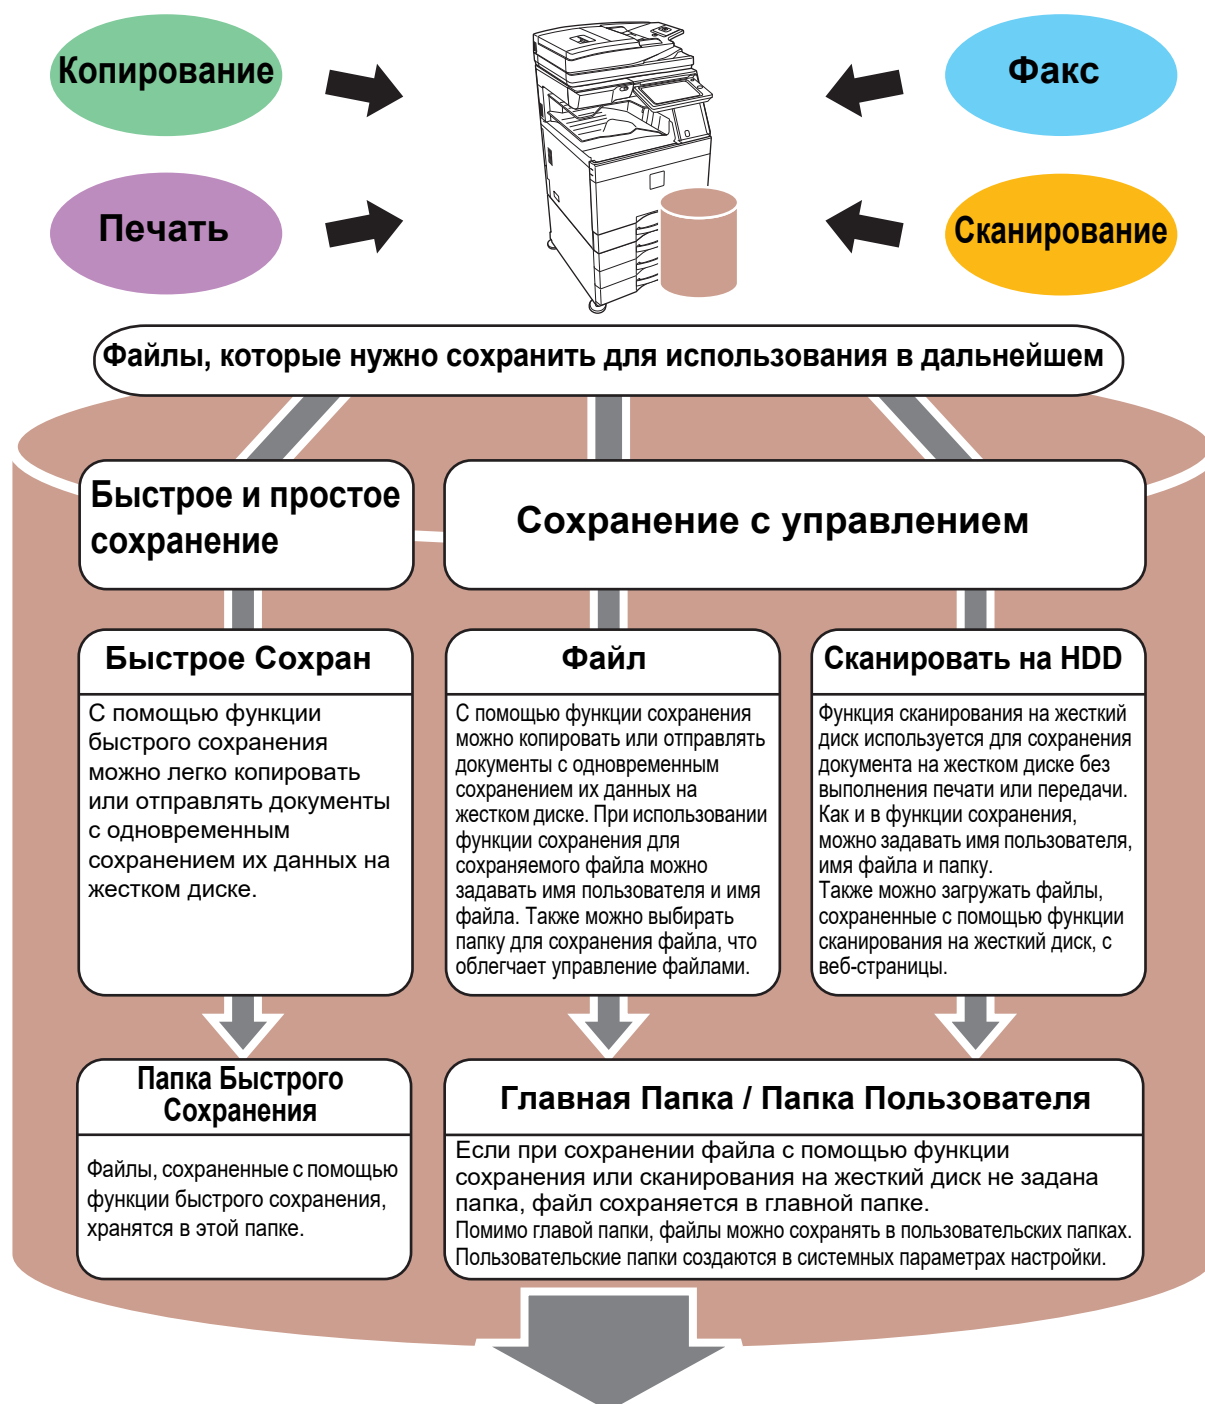 Копирование
Факс
Печать
Сканирование
Файлы, которые нужно сохранить для использования в дальнейшем
Быстрое и простое
сохранение
Сохранение с управлением
Быстрое Сохран
С помощью функции
быстрого сохранения
можно легко копировать
или отправлять документы
с одновременным
сохранением их данных на
жестком диске.
Файл
С помощью функции сохранения
можно копировать или отправлять
документы с одновременным
сохранением их данных на
жестком диске. При использовании
функции сохранения для
сохраняемого файла можно
задавать имя пользователя и имя
файла. Также можно выбирать
папку для сохранения файла, что
облегчает управление файлами.
Сканировать на HDD
Функция сканирования на жесткий
диск используется для сохранения
документа на жестком диске без
выполнения печати или передачи.
Как и в функции сохранения,
можно задавать имя пользователя,
имя файла и папку.
Также можно загружать файлы,
сохраненные с помощью функции
сканирования на жесткий диск, с
веб-страницы.
Папка Быстрого
Сохранения
Файлы, сохраненные с помощью
функции быстрого сохранения,
хранятся в этой папке.
Главная Папка / Папка Пользователя
Если при сохранении файла с помощью функции
сохранения или сканирования на жесткий диск не задана
папка, файл сохраняется в главной папке.
Помимо главой папки, файлы можно сохранять в пользовательских папках.
Пользовательские папки создаются в системных параметрах настройки.